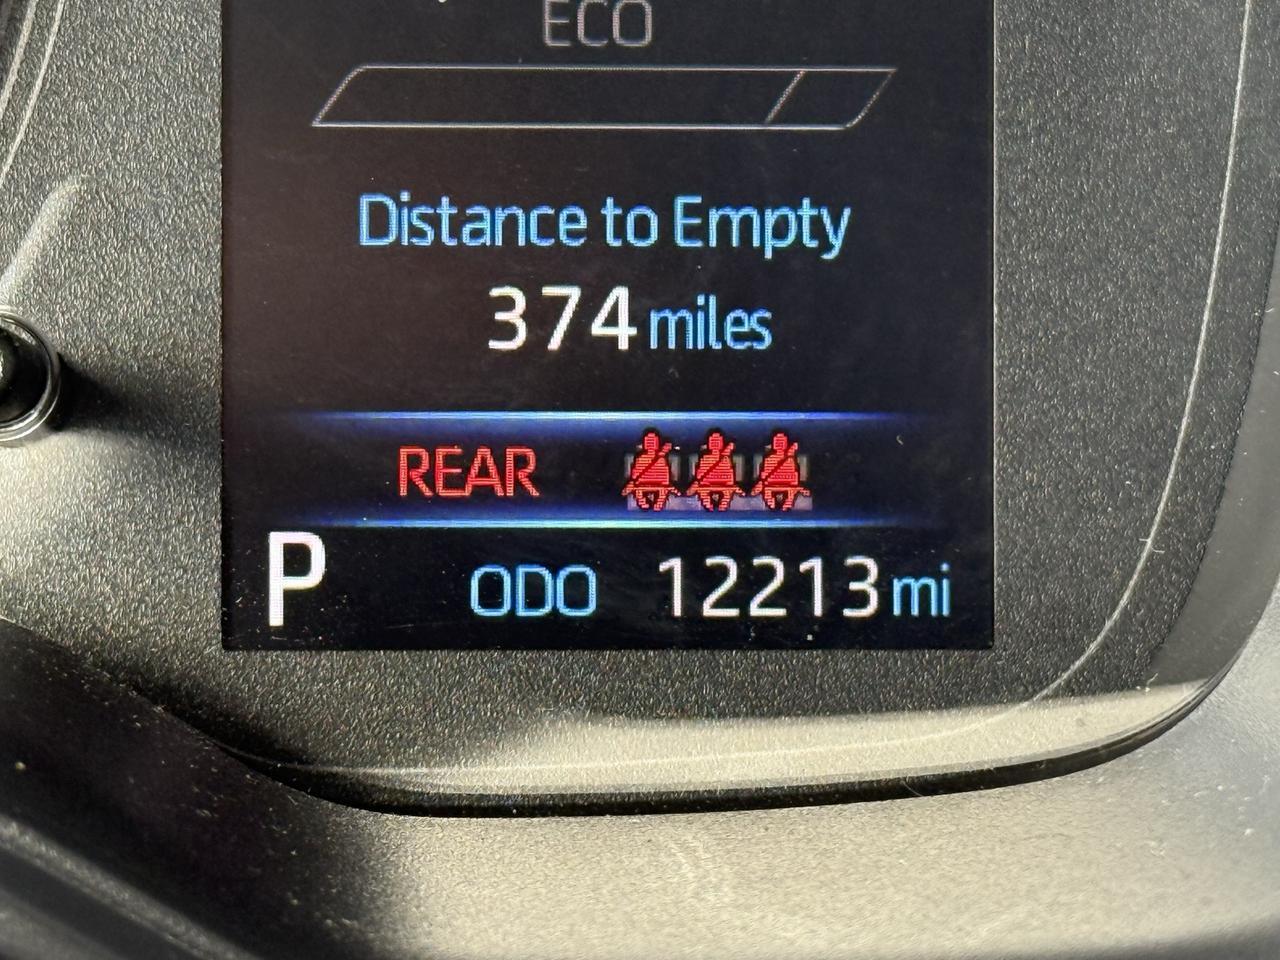 ECO
Distance to Empty
374 miles
REAR
P ODO 12213 mi